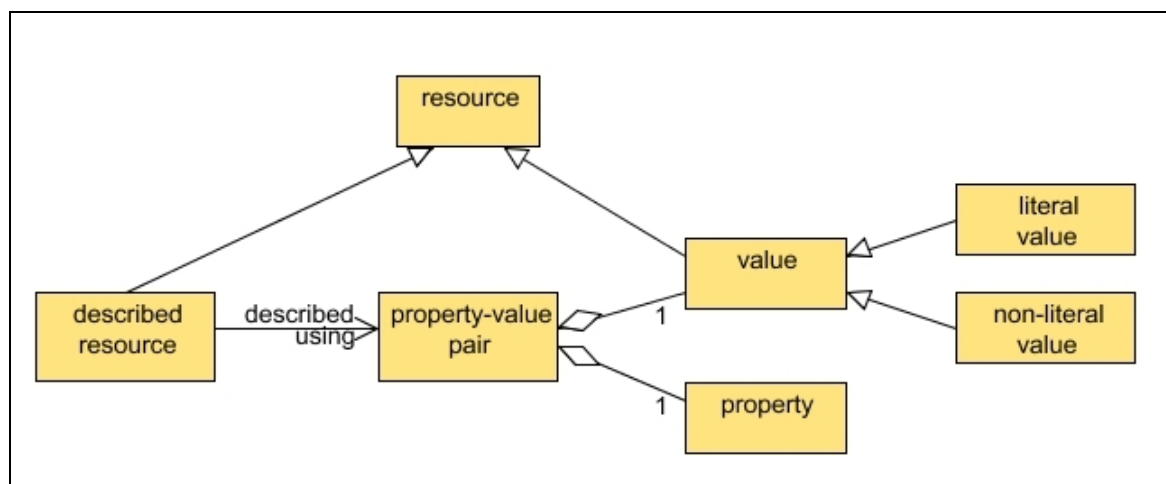 resource
literal
value
value
described
resource
described
using
property-value
pair
1
non-literal
value
1
property